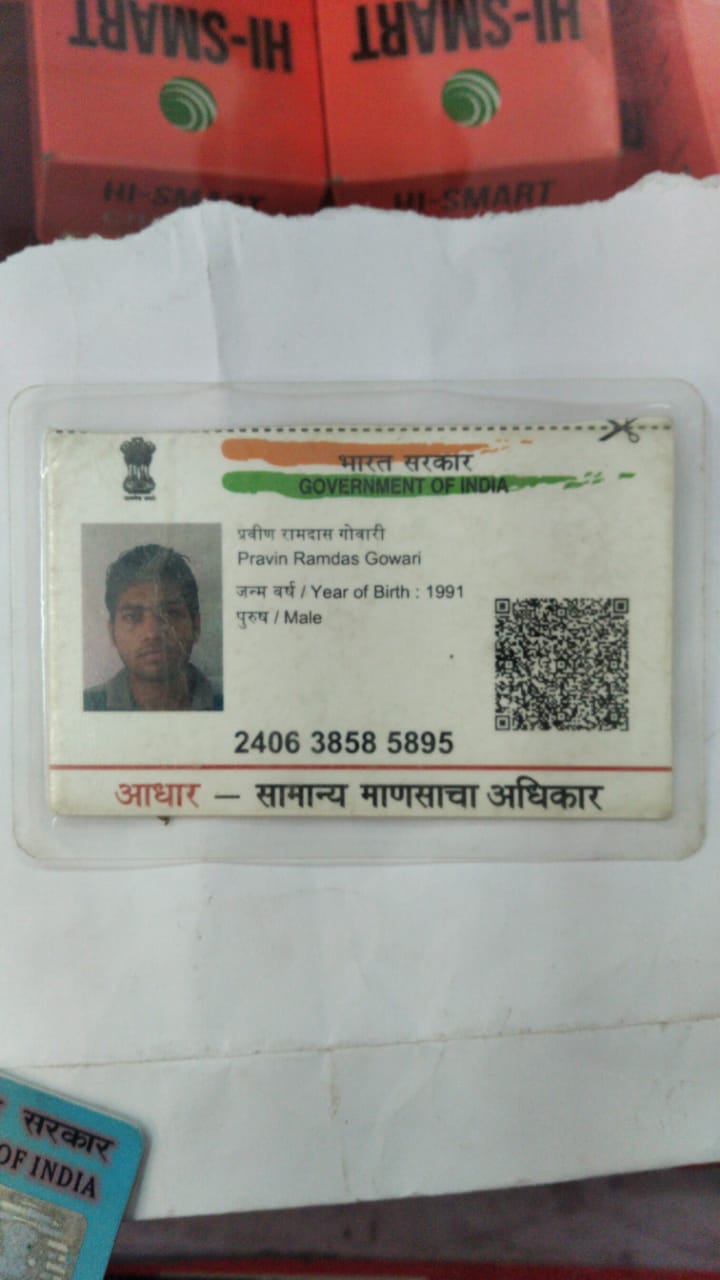 HI-SMART
HI-SMART
HI-SMART
HI-SMART
भारत सरकार
GOVERNMENT OF INDIA
प्रवीण रामदास गोवारी
Pravin Ramdas Gowari
जन्म वर्ष / Year of Birth : 1991
पुरुष / Male
2406 3858 5895
आधार — सामान्य माणसाचा अधिकार
सरकार
OF INDIA